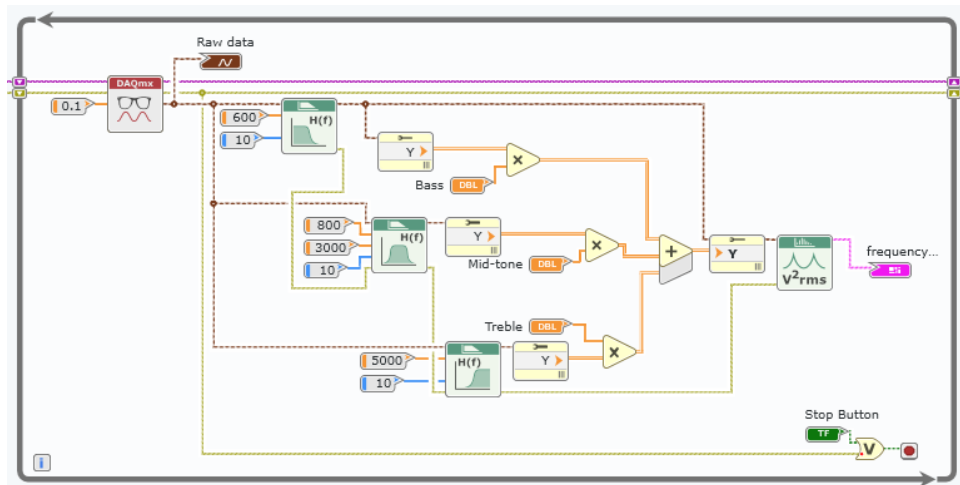 Raw data
DAQmx
0.1
600
10
H(f)
Y
Bass
DBL
800
3000
10
H(f)
Y
Mid-tone
DBL
Y
V²rms
frequency...
Treble
DBL
5000
10
H(f)
Y
Stop Button
TF
V
i